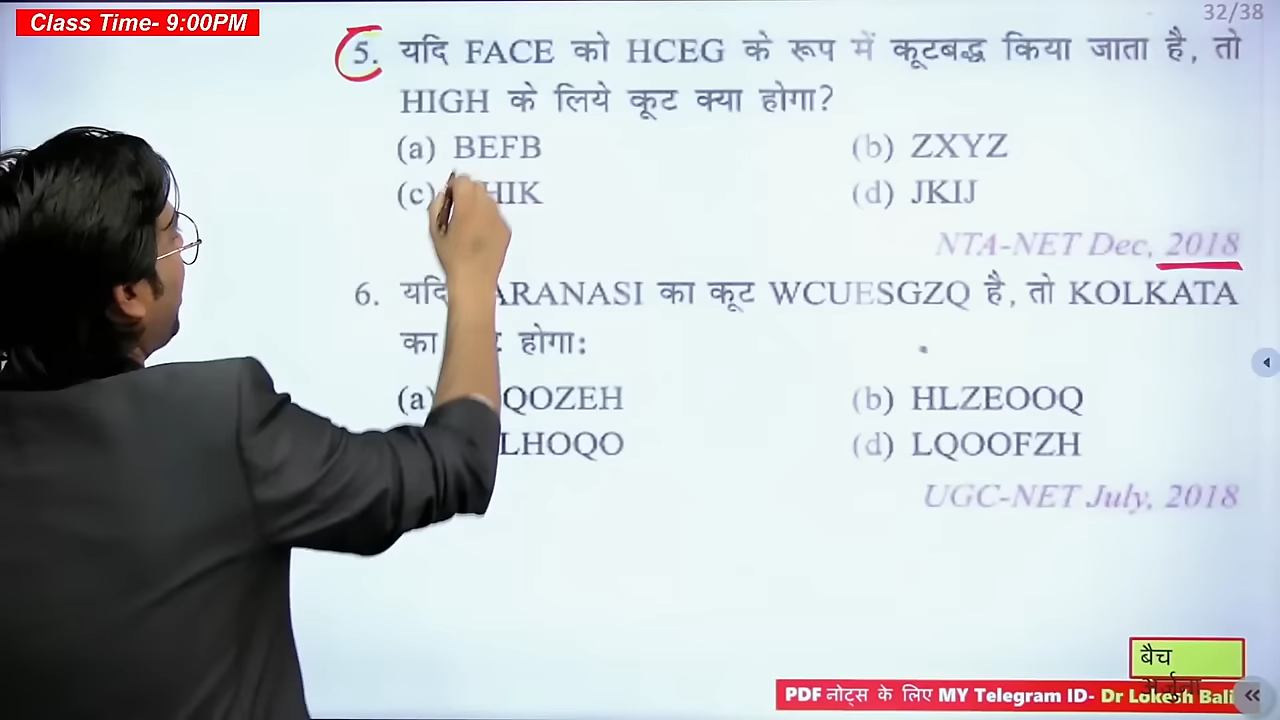 Class Time- 9:00PM
32/38
5. यदि FACE को HCEG के रूप में कूटबद्ध किया जाता है, तो
HIGH के लिये कूट क्या होगा?
(a) BEFB (b) ZXYZ
(c) HIK (d) JKIJ
NTA-NET Dec, 2018
6. यदि ARANASI का कूट WCUESGZQ है, तो KOLKATA
का होगा:
(a) QOZEH (b) HLZEOOQ
LHOQO (d) LQOOFZH
UGC-NET July, 2018
बैच
PDF नोट्स के लिए MY Telegram ID- Dr Lokesh Bali